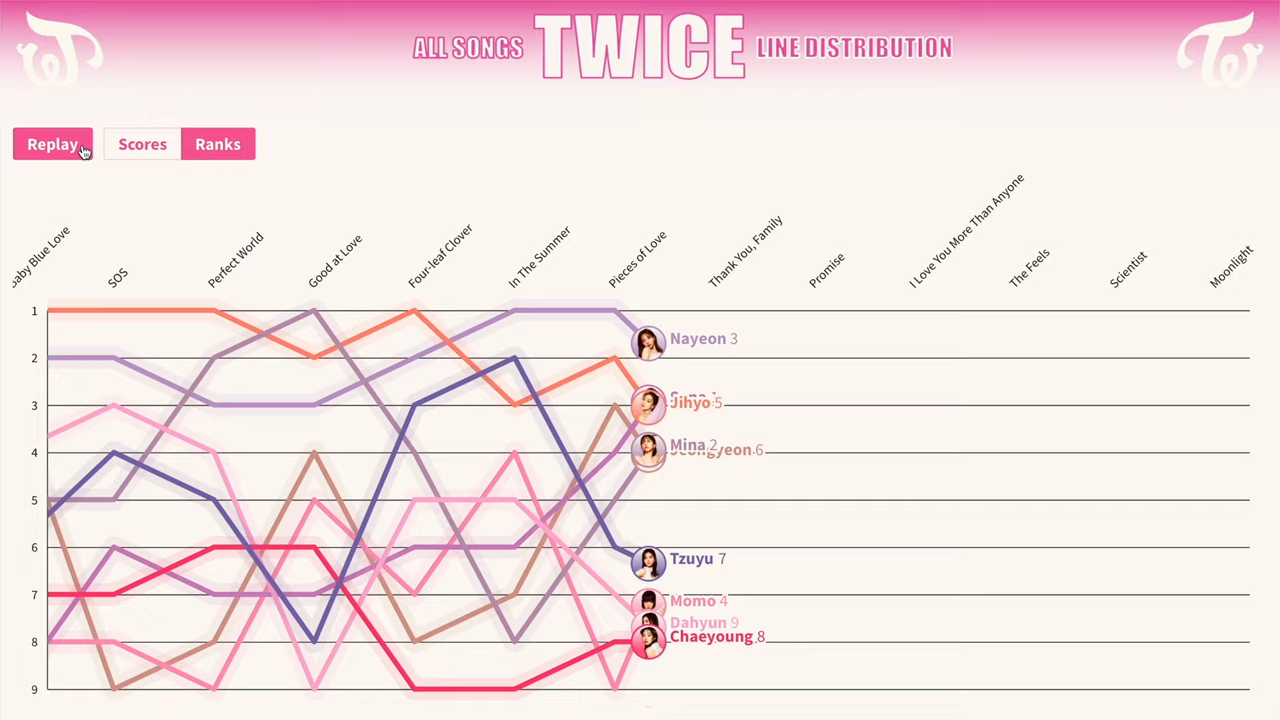 ALL SONGS TWICE LINE DISTRIBUTION
Replay
Scores
Ranks
Baby Blue Love
SOS
Perfect World
Good at Love
Four-leaf Clover
In The Summer
Pieces of Love
Thank You, Family
Promise
I Love You More Than Anyone
The Feels
Scientist
Moonlight
1
2
3
4
5
6
7
8
9
Nayeon 3
Jihyo 5
Mina 2
Jeongyeon 6
Tzuyu 7
Momo 4
Dahyun 9
Chaeyoung 8